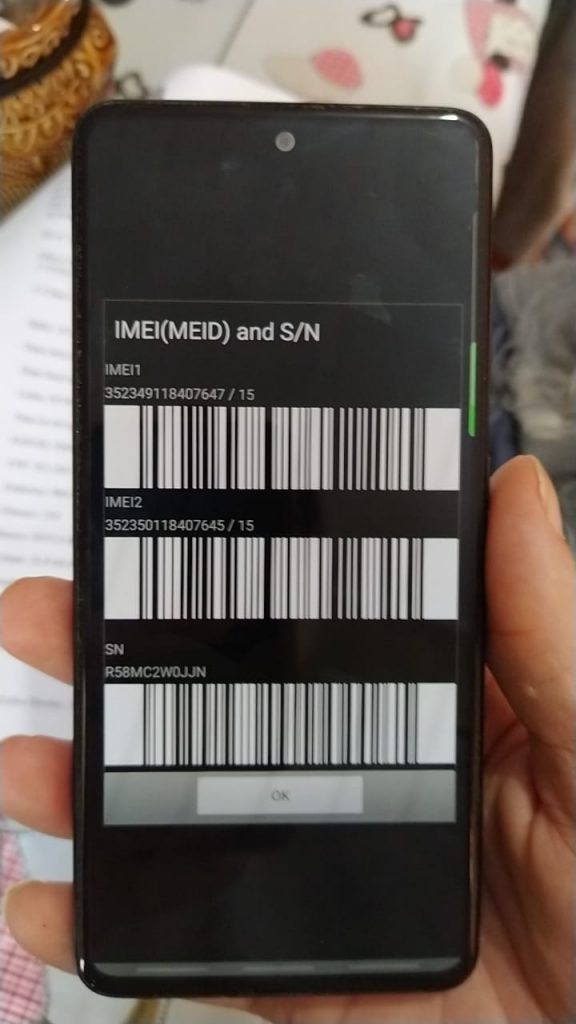 IMEI(MEID) and S/N
IMEI1
352349118407647 / 15
IMEI2
352350118407645 / 15
SN
R58MC2W0JJN
OK